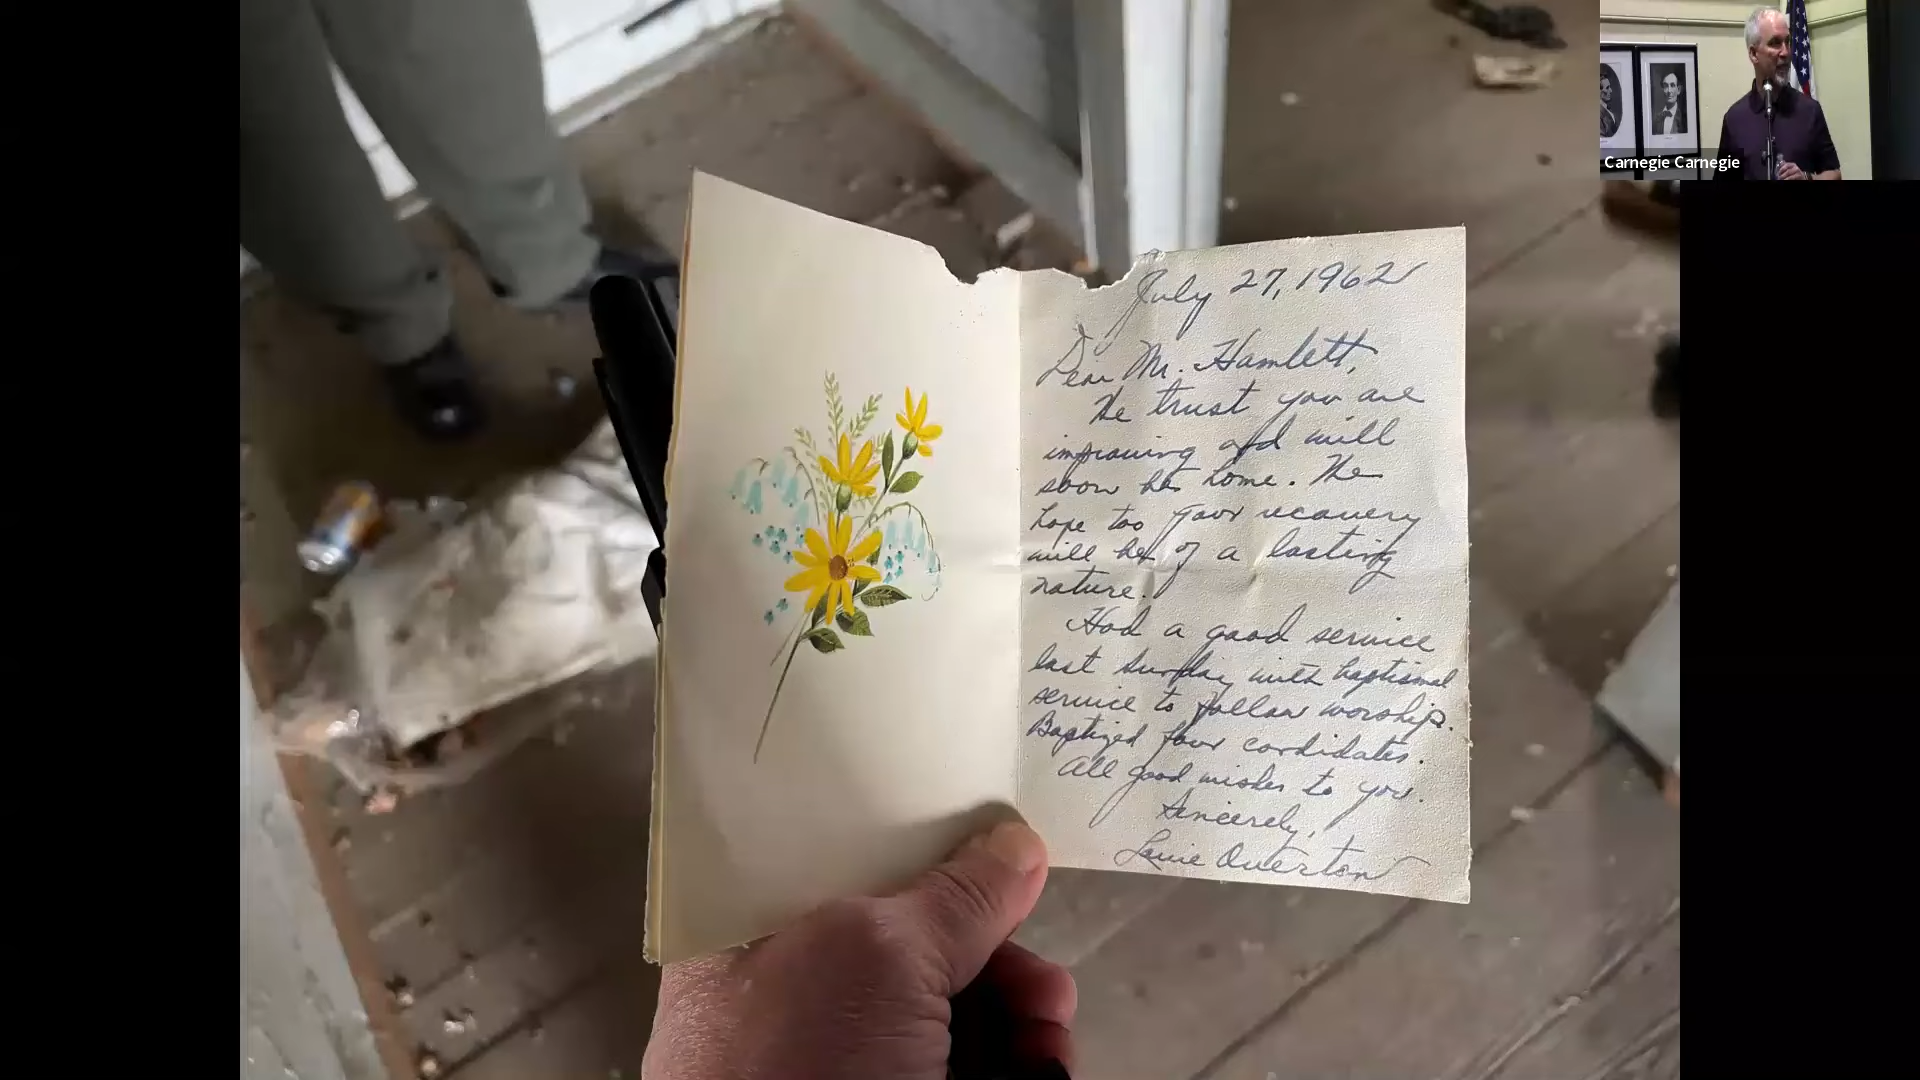 Carnegie Carnegie
July 27, 1962
Dear Mr. Hamlett,
We trust you are
improving and will
soon be home. We
hope too your recovery
will be of a lasting
nature.
Had a good service
last Sunday with baptismal
service to follow worship.
Baptized four candidates.
All good wishes to you.
Sincerely,
Louie Overton